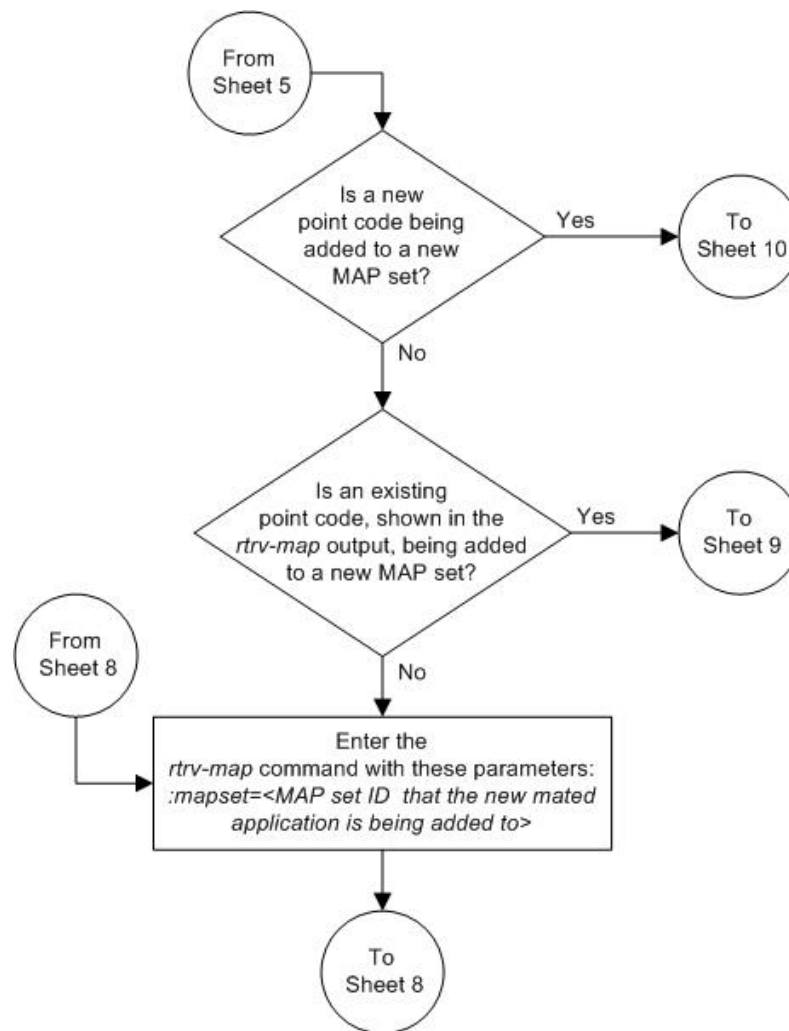 From
Sheet 5
Is a new
point code being
added to a new
MAP set?
Yes
To
Sheet 10
No
Is an existing
point code, shown in the
rtrv-map output, being added
to a new MAP set?
Yes
To
Sheet 9
No
From
Sheet 8
Enter the
rtrv-map command with these parameters:
:mapset=<MAP set ID that the new mated
application is being added to>
To
Sheet 8